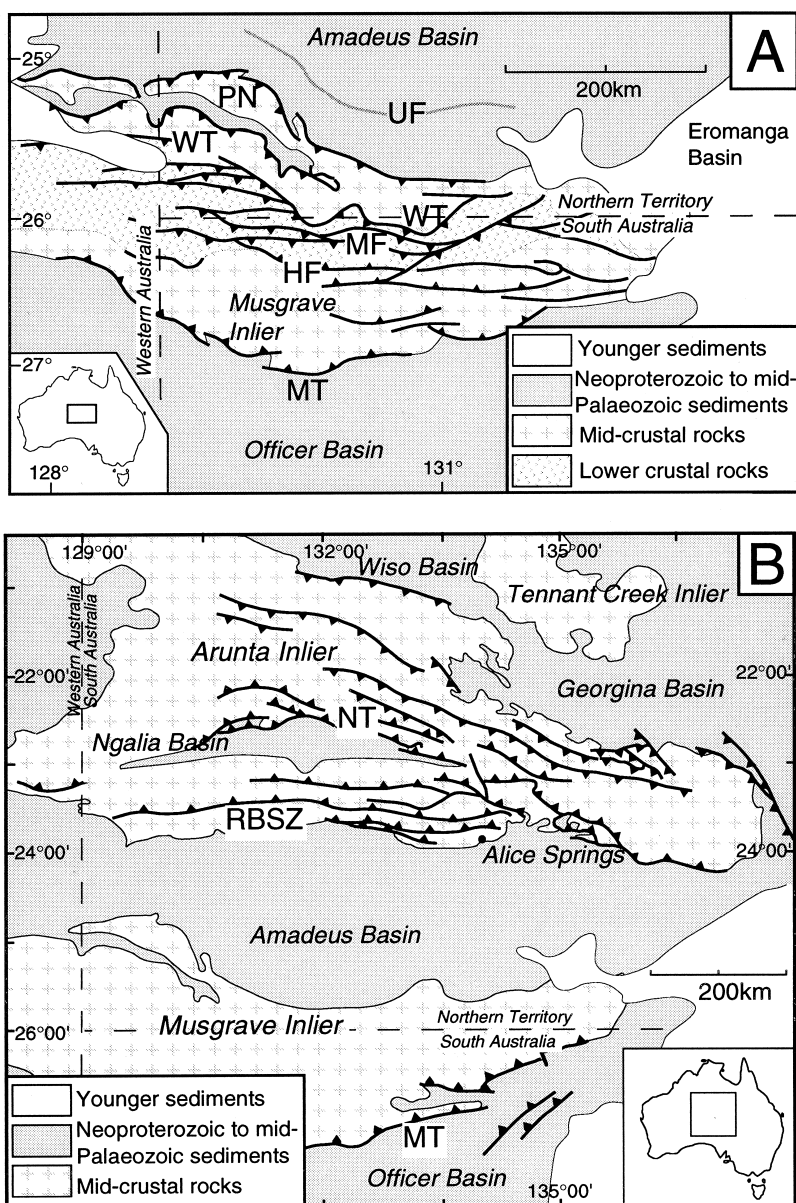 A
Amadeus Basin
25°
200km
PN
UF
WT
Eromanga
Basin
WT
Northern Territory
South Australia
26°
MF
HF
Western Australia
Musgrave
Inlier
27°
MT
Officer Basin
128°
131°
Younger sediments
Neoproterozoic to mid-
Palaeozoic sediments
Mid-crustal rocks
Lower crustal rocks
B
129°00'
132°00'
135°00'
Wiso Basin
Tennant Creek Inlier
Western Australia
South Australia
Arunta Inlier
22°00'
22°00'
Georgina Basin
NT
Ngalia Basin
RBSZ
24°00'
Alice Springs
24°00'
Amadeus Basin
200km
Musgrave Inlier
Northern Territory
South Australia
26°00'
MT
Officer Basin
135°00'
Younger sediments
Neoproterozoic to mid-
Palaeozoic sediments
Mid-crustal rocks